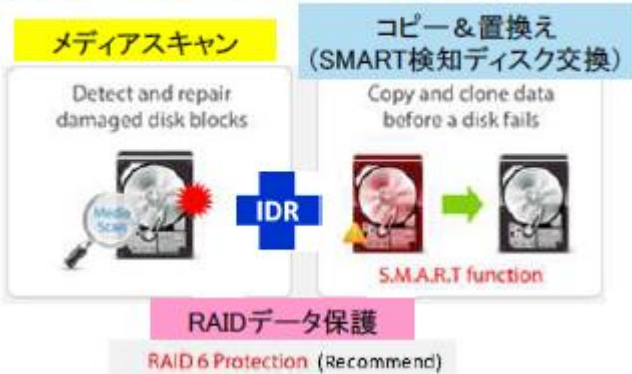 メディアスキャン
コピー＆置換え
（SMART検知ディスク交換）
Detect and repair
damaged disk blocks
Copy and clone data
before a disk fails
Media
Scan
IDR
S.M.A.R.T function
RAIDデータ保護
RAID 6 Protection (Recommend)